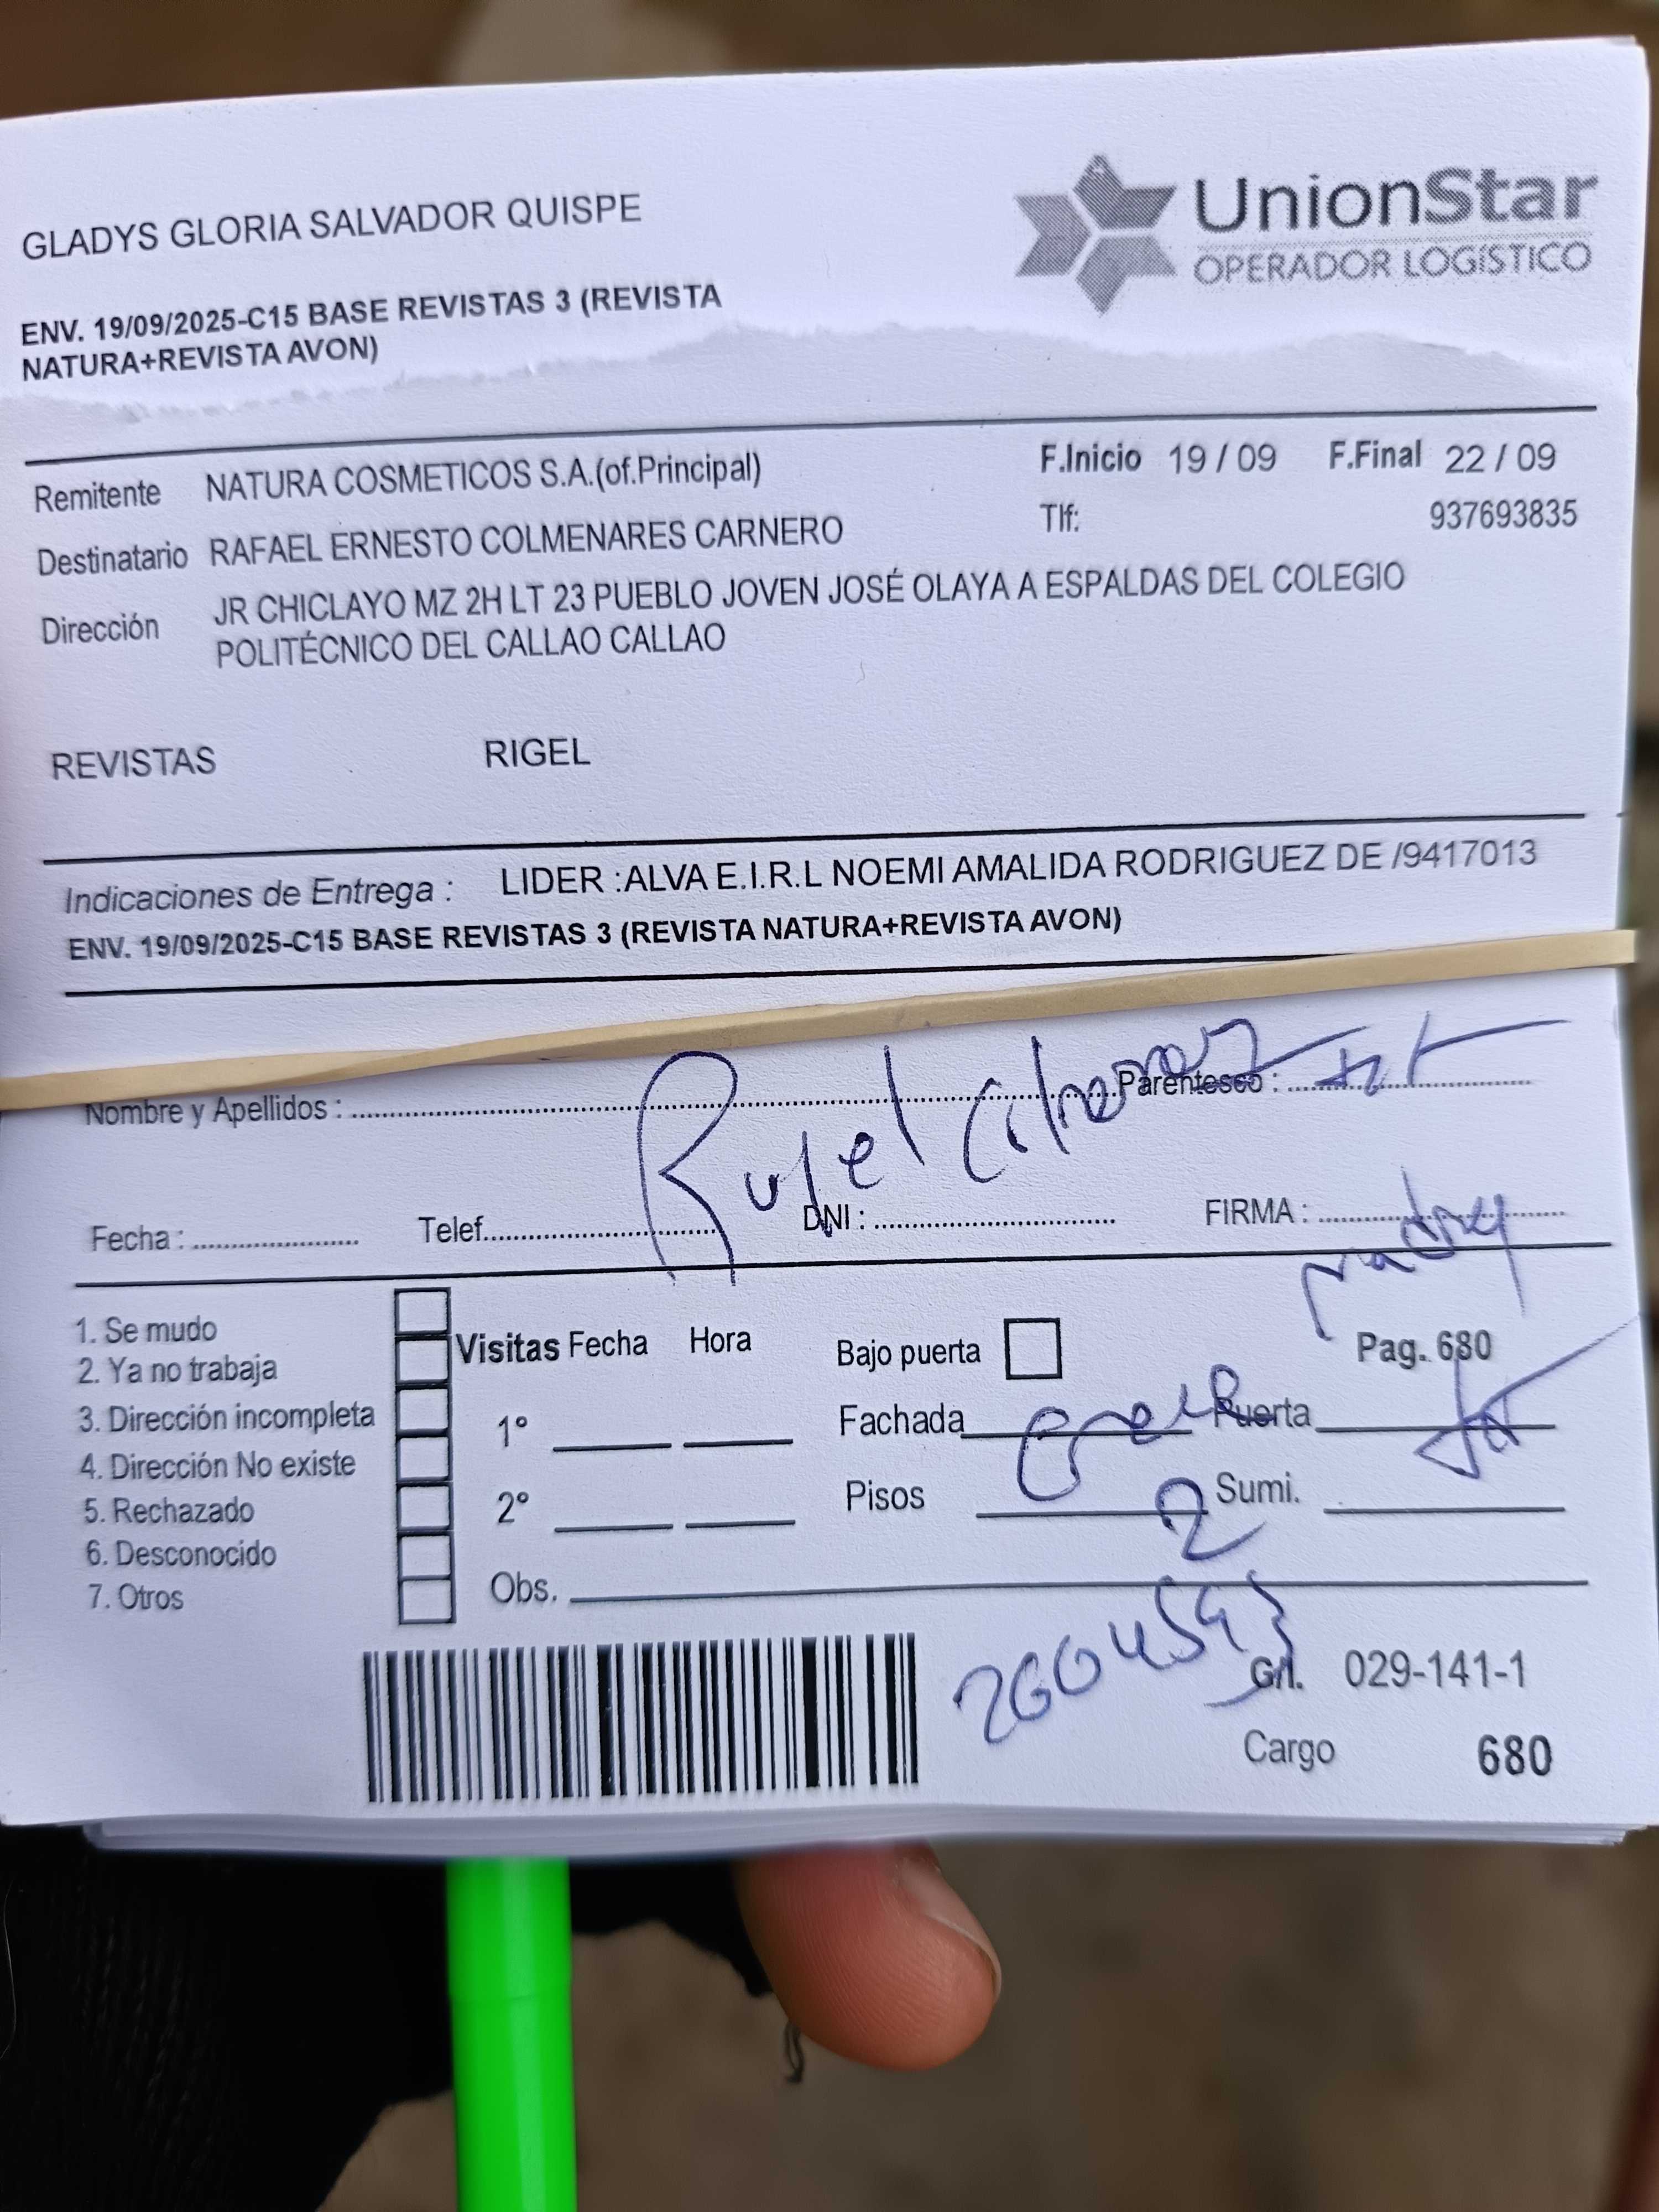 GLADYS GLORIA SALVADOR QUISPE
UnionStar
OPERADOR LOGÍSTICO
ENV. 19/09/2025-C15 BASE REVISTAS 3 (REVISTA
NATURA+REVISTA AVON)
Remitente NATURA COSMETICOS S.A.(of.Principal) F.Inicio 19 / 09 F.Final 22 / 09
Destinatario RAFAEL ERNESTO COLMENARES CARNERO Tlf: 937693835
Dirección JR CHICLAYO MZ 2H LT 23 PUEBLO JOVEN JOSÉ OLAYA A ESPALDAS DEL COLEGIO
POLITÉCNICO DEL CALLAO CALLAO
REVISTAS RIGEL
Indicaciones de Entrega : LIDER :ALVA E.I.R.L NOEMI AMALIDA RODRIGUEZ DE /9417013
ENV. 19/09/2025-C15 BASE REVISTAS 3 (REVISTA NATURA+REVISTA AVON)
Nombre y Apellidos : Parentesco : tit
Fecha : Telef. DNI : FIRMA :
1. Se mudo
2. Ya no trabaja
3. Dirección incompleta
4. Dirección No existe
5. Rechazado
6. Desconocido
7. Otros
Visitas Fecha Hora
1º
2º
Obs.
Bajo puerta Pag. 680
Fachada Puerta
Pisos 2 Sumi.
Gri. 029-141-1
Cargo 680